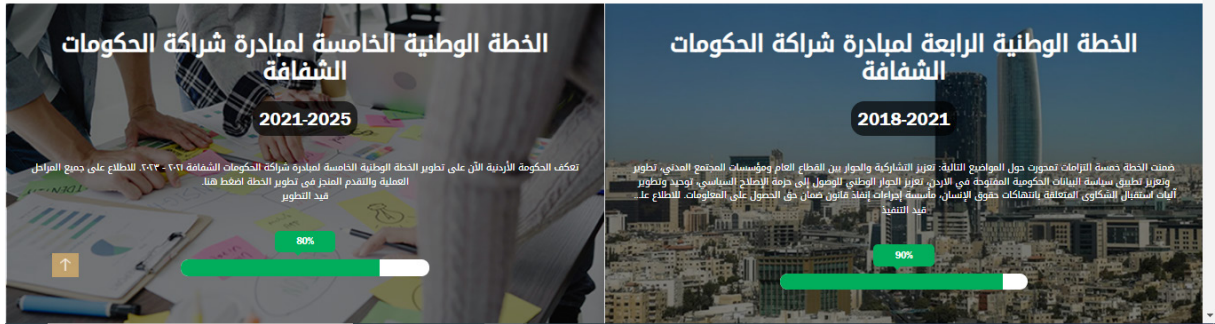 الخطة الوطنية الرابعة لمبادرة شراكة الحكومات
الشفافة
2018-2021
ضمنت الخطة خمسة التزامات تمحورت حول المواضيع التالية: تعزيز التشاركية والحوار بين القطاع العام ومؤسسات المجتمع المدني، تطوير
وتعزيز تطبيق سياسة البيانات الحكومية المفتوحة في الاردن، تعزيز الحوار الوطني للوصول إلى حزمة الإصلاح السياسي، توحيد وتطوير
آليات استقبال الشكاوى المتعلقة بانتهاكات حقوق الإنسان، مأسسة إجراءات إنفاذ قانون ضمان حق الحصول على المعلومات. للاطلاع علـ...
قيد التنفيذ
90%
الخطة الوطنية الخامسة لمبادرة شراكة الحكومات
الشفافة
2021-2025
تعكف الحكومة الأردنية الآن على تطوير الخطة الوطنية الخامسة لمبادرة شراكة الحكومات الشفافة ٢٠٢١ - ٢٠٢٣. للاطلاع على جميع المراحل
العملية والتقدم المنجز في تطوير الخطة اضغط هنا.
قيد التطوير
80%